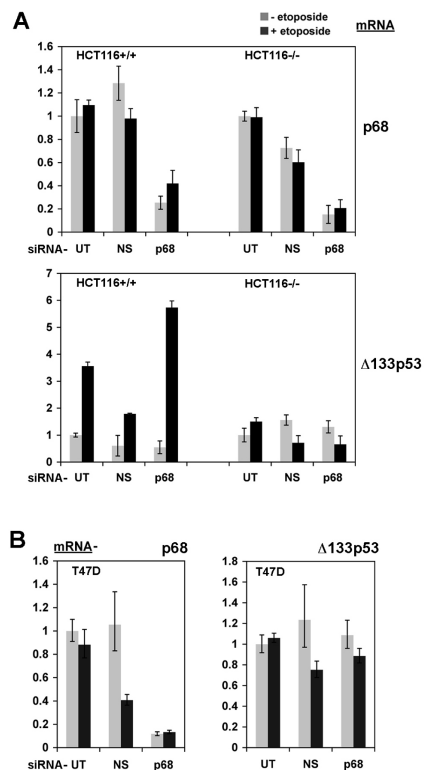 A
- etoposide
+ etoposide
mRNA
HCT116+/+ HCT116-/-
1.4
1.2
1
0.8
0.6
0.4
0.2
0
p68
siRNA- UT NS p68 UT NS p68
HCT116+/+ HCT116-/-
7
6
5
4
3
2
1
0
Δ133p53
siRNA- UT NS p68 UT NS p68
B
mRNA- p68 Δ133p53
T47D
1.6
1.4
1.2
1
0.8
0.6
0.4
0.2
0
siRNA- UT NS p68
T47D
1.8
1.6
1.4
1.2
1
0.8
0.6
0.4
0.2
0
UT NS p68